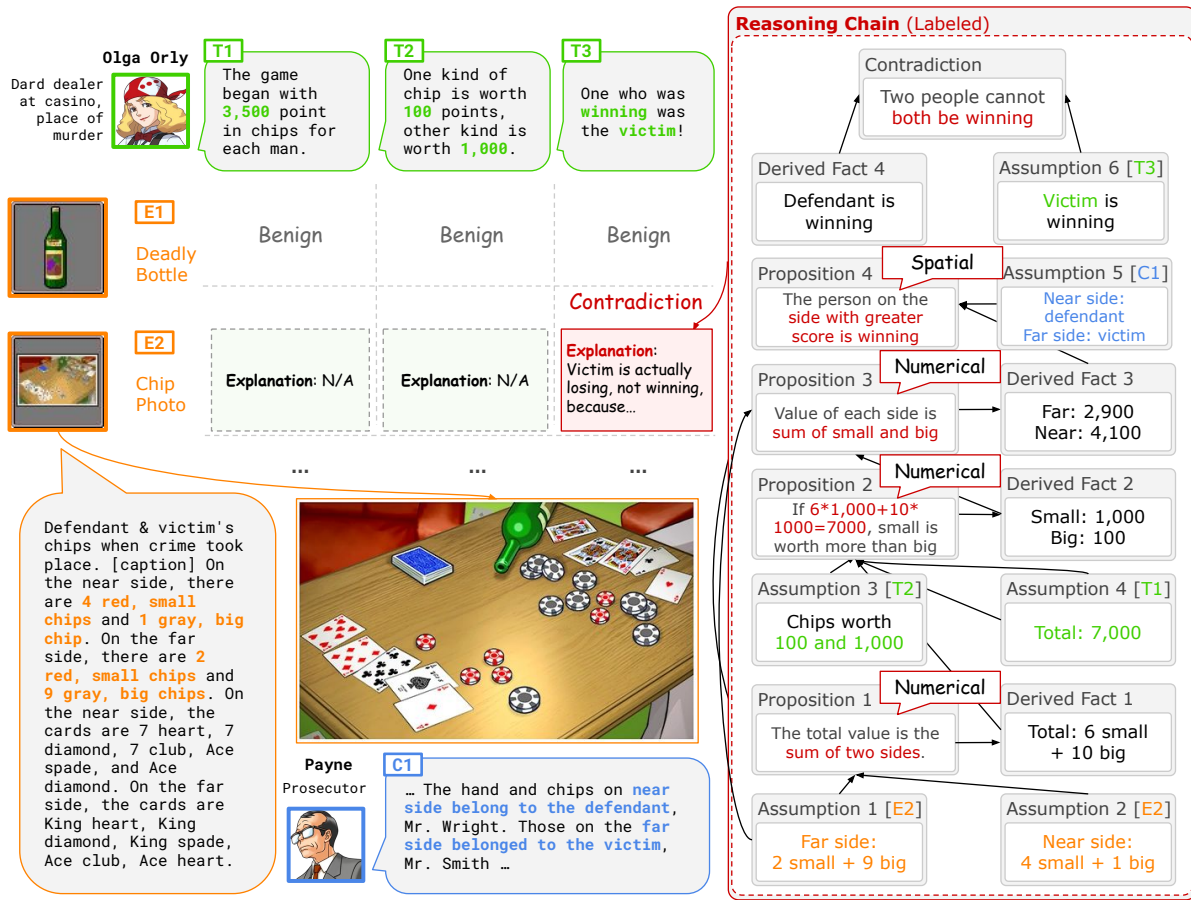 Olga Orly
Dard dealer
at casino,
place of
murder
T1
The game
began with
3,500 point
in chips for
each man.
T2
One kind of
chip is worth
100 points,
other kind is
worth 1,000.
T3
One who was
winning was
the victim!
E1
Deadly
Bottle
Benign
Benign
Benign
Contradiction
E2
Chip
Photo
Explanation: N/A
Explanation: N/A
Explanation:
Victim is actually
losing, not winning,
because…
...
...
...
Defendant & victim's
chips when crime took
place. [caption] On
the near side, there
are 4 red, small
chips and 1 gray, big
chip. On the far
side, there are 2
red, small chips and
9 gray, big chips. On
the near side, the
cards are 7 heart, 7
diamond, 7 club, Ace
spade, and Ace
diamond. On the far
side, the cards are
King heart, King
diamond, King spade,
Ace club, Ace heart.
Payne
Prosecutor
C1
… The hand and chips on near
side belong to the defendant,
Mr. Wright. Those on the far
side belonged to the victim,
Mr. Smith …
Reasoning Chain (Labeled)
Contradiction
Two people cannot
both be winning
Derived Fact 4
Defendant is
winning
Assumption 6 [T3]
Victim is
winning
Proposition 4
Spatial
The person on the
side with greater
score is winning
Assumption 5 [C1]
Near side:
defendant
Far side: victim
Proposition 3
Numerical
Value of each side is
sum of small and big
Derived Fact 3
Far: 2,900
Near: 4,100
Proposition 2
Numerical
If 6*1,000+10*
1000=7000, small is
worth more than big
Derived Fact 2
Small: 1,000
Big: 100
Assumption 3 [T2]
Chips worth
100 and 1,000
Assumption 4 [T1]
Total: 7,000
Proposition 1
Numerical
The total value is the
sum of two sides.
Derived Fact 1
Total: 6 small
+ 10 big
Assumption 1 [E2]
Far side:
2 small + 9 big
Assumption 2 [E2]
Near side:
4 small + 1 big